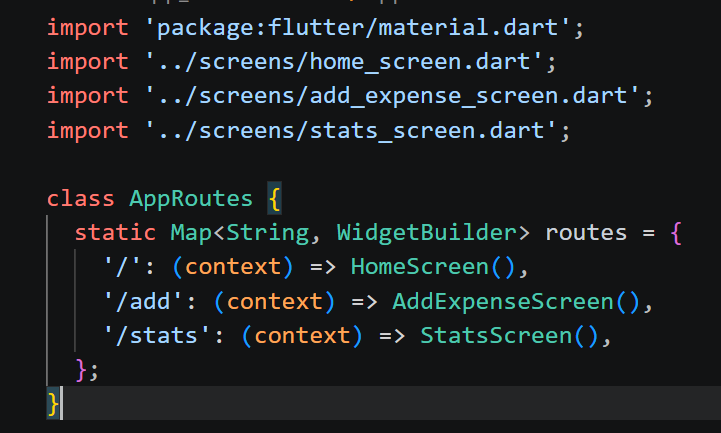 import 'package:flutter/material.dart';
import '../screens/home_screen.dart';
import '../screens/add_expense_screen.dart';
import '../screens/stats_screen.dart';
class AppRoutes {
static Map<String, WidgetBuilder> routes = {
'/': (context) => HomeScreen(),
'/add': (context) => AddExpenseScreen(),
'/stats': (context) => StatsScreen(),
};
}